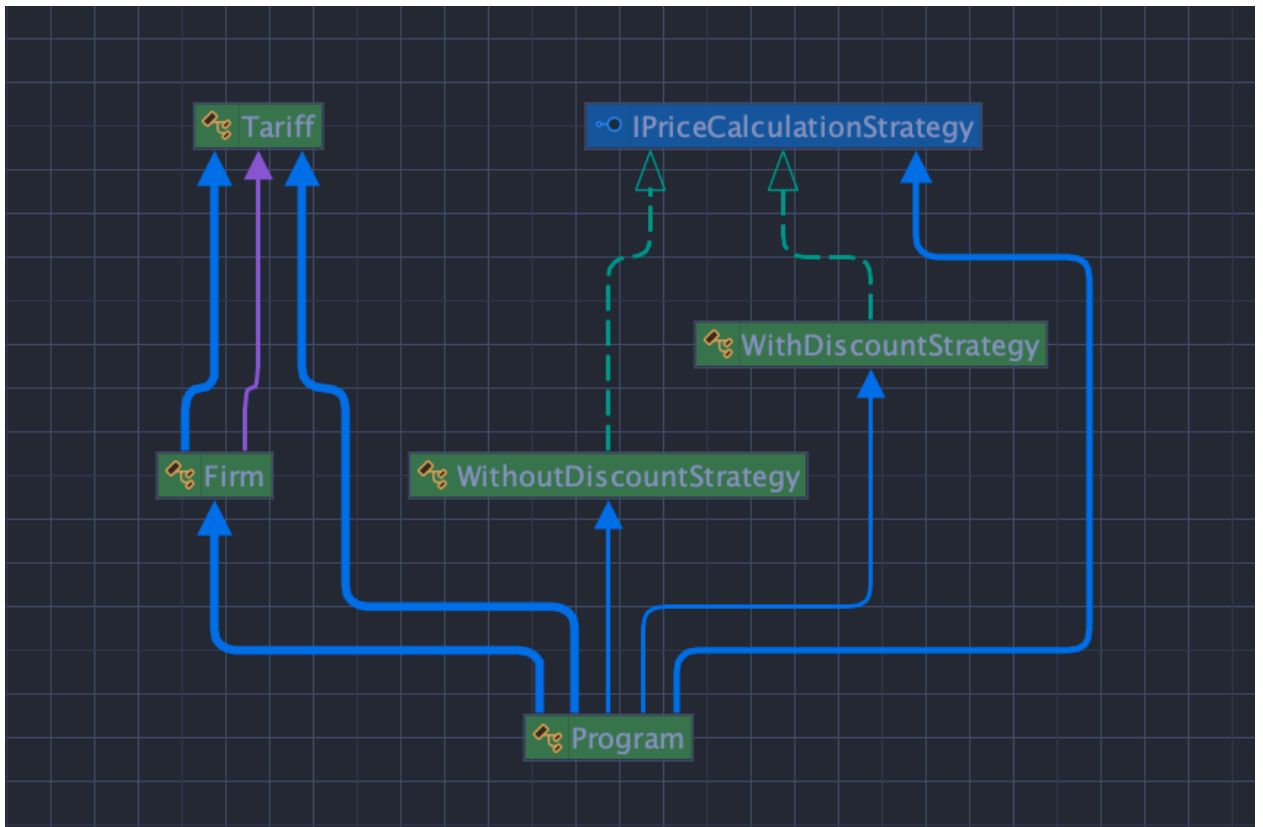 Tariff
IPriceCalculationStrategy
WithDiscountStrategy
Firm
WithoutDiscountStrategy
Program